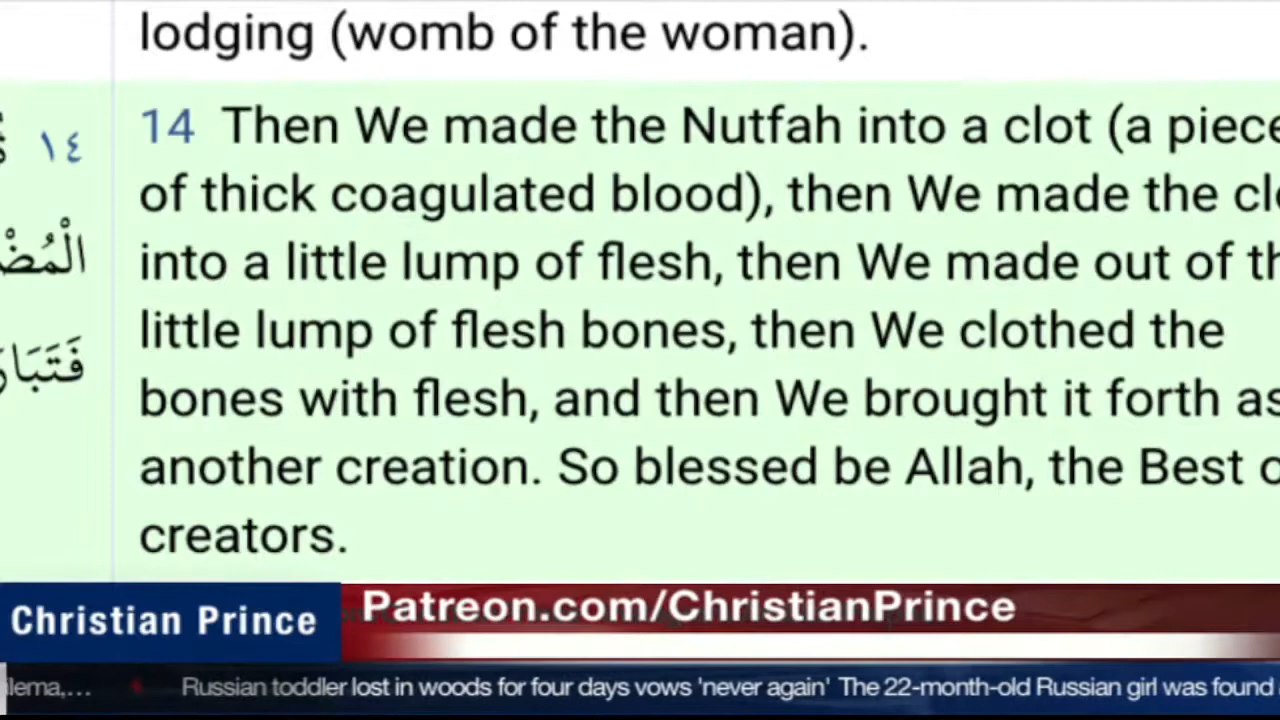 lodging (womb of the woman).
14 Then We made the Nutfah into a clot (a piece
١٤
of thick coagulated blood), then We made the
into a little lump of flesh, then We made out of
little lump of flesh bones, then We clothed the
bones with flesh, and then We brought it forth as
another creation. So blessed be Allah, the Best
creators.
Christian Prince
Patreon.com/ChristianPrince
Russian toddler lost in woods for four days vows 'never again' The 22-month-old Russian girl was found